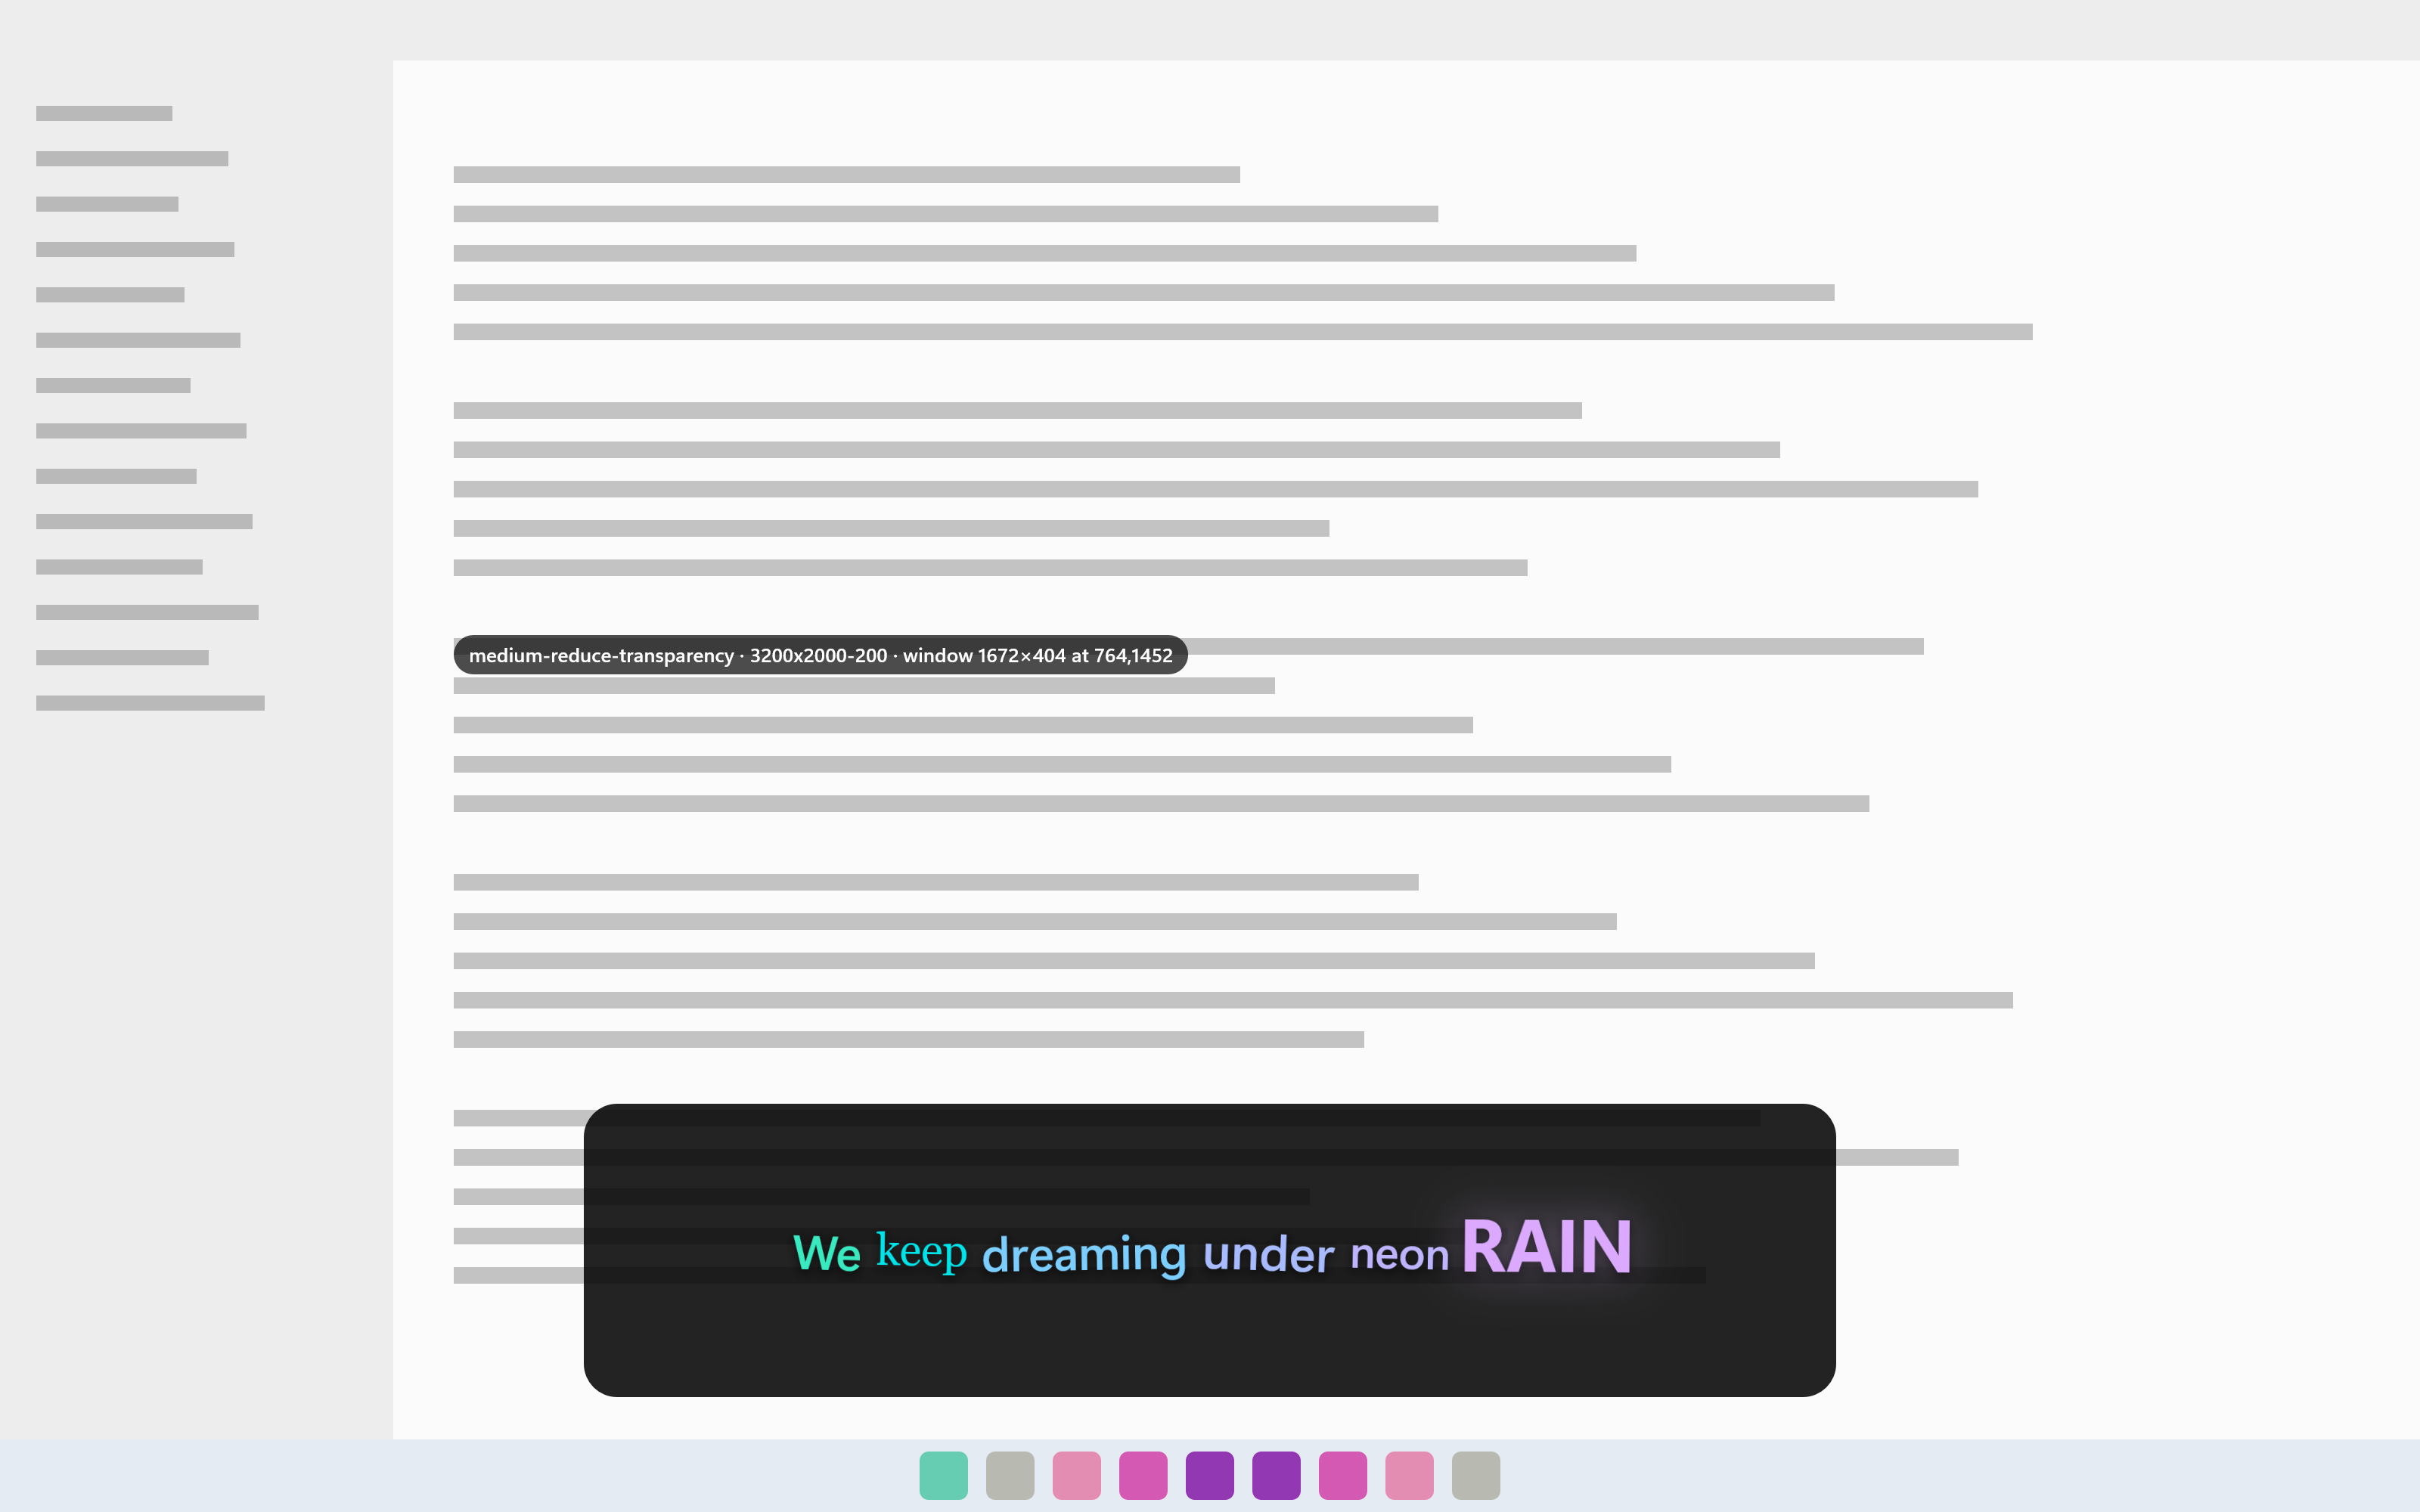 medium-reduce-transparency · 3200x2000-200 · window 1672×404 at 764,1452
We keep dreaming under neon RAIN